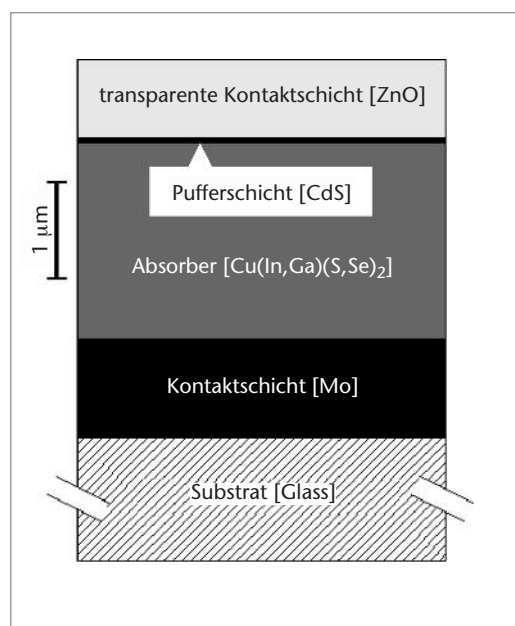 transparente Kontaktschicht [ZnO]
Pufferschicht [CdS]
1 µm
Absorber [Cu(In,Ga)(S,Se)₂]
Kontaktschicht [Mo]
Substrat [Glass]